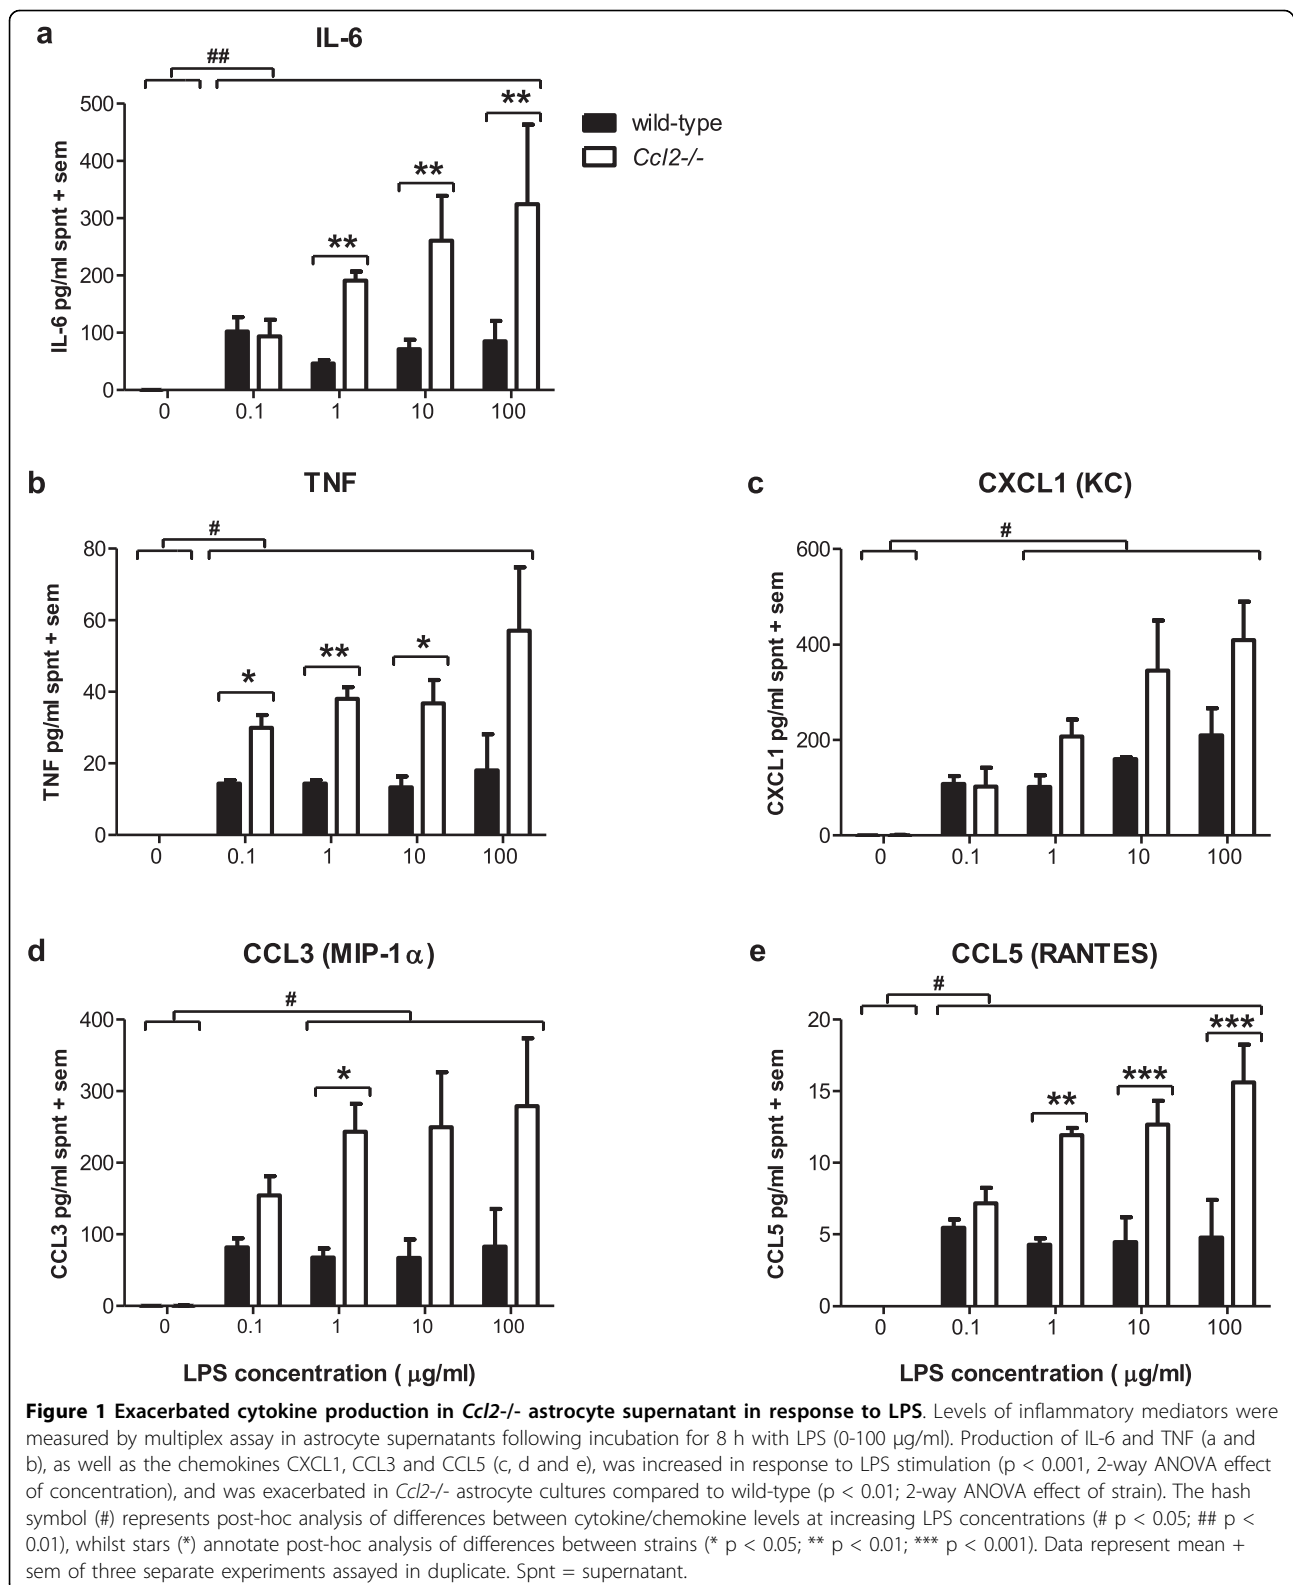 a
IL-6
##
**
**
**
500
400
300
200
100
0
IL-6 pg/ml spnt + sem
0 0.1 1 10 100
wild-type
Ccl2-/-
b
TNF
#
*
**
*
80
60
40
20
0
TNF pg/ml spnt + sem
0 0.1 1 10 100
c
CXCL1 (KC)
#
600
400
200
0
CXCL1 pg/ml spnt + sem
0 0.1 1 10 100
d
CCL3 (MIP-1α)
#
*
400
300
200
100
0
CCL3 pg/ml spnt + sem
0 0.1 1 10 100
LPS concentration ( μg/ml)
e
CCL5 (RANTES)
#
**
***
***
20
15
10
5
0
CCL5 pg/ml spnt + sem
0 0.1 1 10 100
LPS concentration ( μg/ml)
Figure 1 Exacerbated cytokine production in Ccl2-/- astrocyte supernatant in response to LPS. Levels of inflammatory mediators were
measured by multiplex assay in astrocyte supernatants following incubation for 8 h with LPS (0-100 μg/ml). Production of IL-6 and TNF (a and
b), as well as the chemokines CXCL1, CCL3 and CCL5 (c, d and e), was increased in response to LPS stimulation (p < 0.001, 2-way ANOVA effect
of concentration), and was exacerbated in Ccl2-/- astrocyte cultures compared to wild-type (p < 0.01; 2-way ANOVA effect of strain). The hash
symbol (#) represents post-hoc analysis of differences between cytokine/chemokine levels at increasing LPS concentrations (# p < 0.05; ## p <
0.01), whilst stars (*) annotate post-hoc analysis of differences between strains (* p < 0.05; ** p < 0.01; *** p < 0.001). Data represent mean +
sem of three separate experiments assayed in duplicate. Spnt = supernatant.